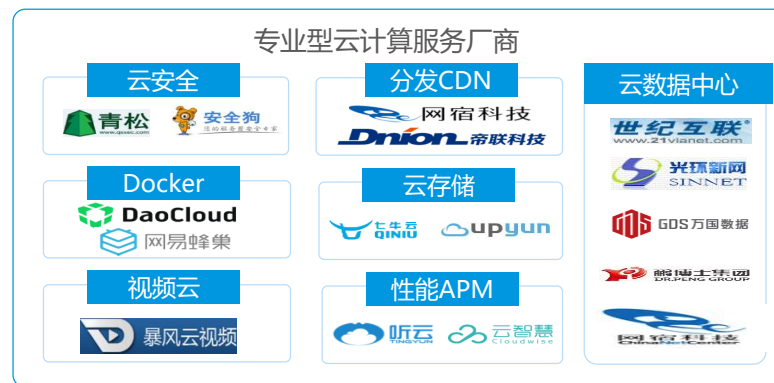 专业型云计算服务厂商
云安全
青松
www.qssec.com
安全狗
分发CDN
网宿科技
Dnion 帝联科技
云数据中心
世纪互联
www.21vianet.com
光环新网
SINNET
GDS万国数据
鹏博士集团
DR.PENG GROUP
网宿科技
ChinaNetCenter
Docker
DaoCloud
网易蜂巢
云存储
七牛云
QINIU
upyun
视频云
暴风云视频
性能APM
听云
TINGYUN
云智慧
Cloudwise